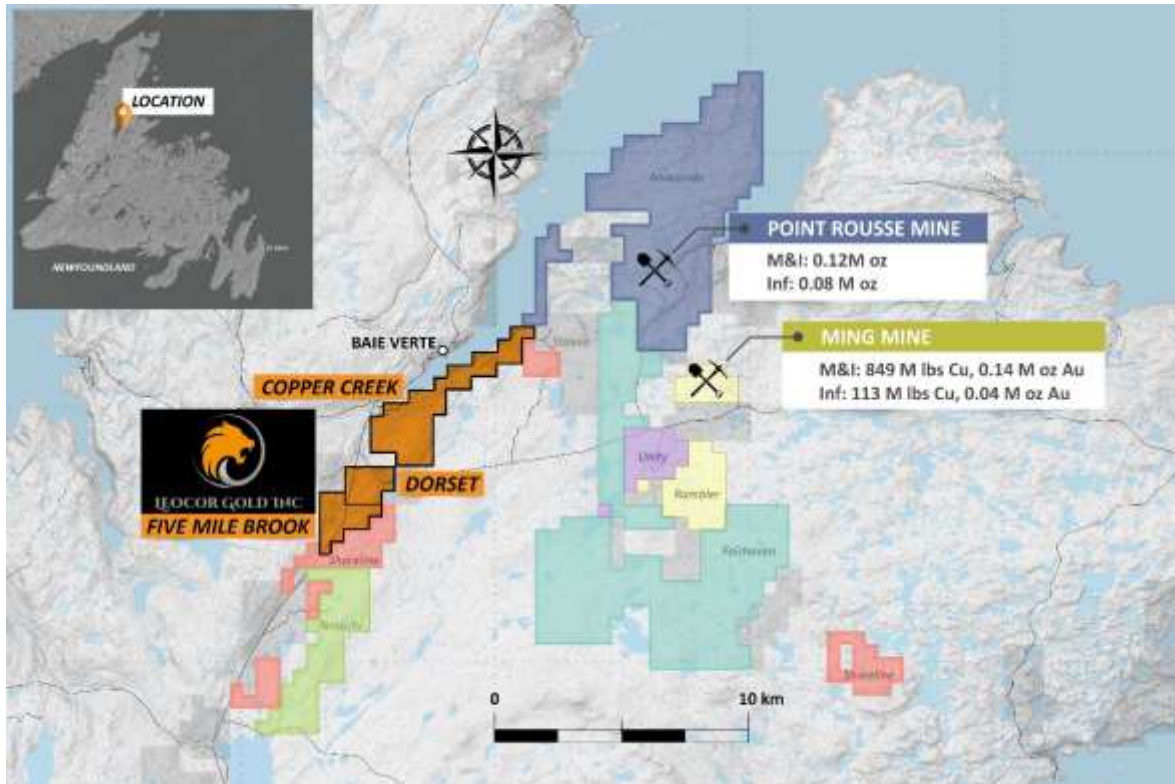 LOCATION
NEWFOUNDLAND
Anaconda
POINT ROUSSE MINE
M&I: 0.12M oz
Inf: 0.08 M oz
BAIE VERTE
MING MINE
M&I: 849 M lbs Cu, 0.14 M oz Au
Inf: 113 M lbs Cu, 0.04 M oz Au
COPPER CREEK
LEOCOR GOLD INC
FIVE MILE BROOK
DORSET
Unity
Rambler
Fairhaven
Shoreline
Shoreline
0
10 km